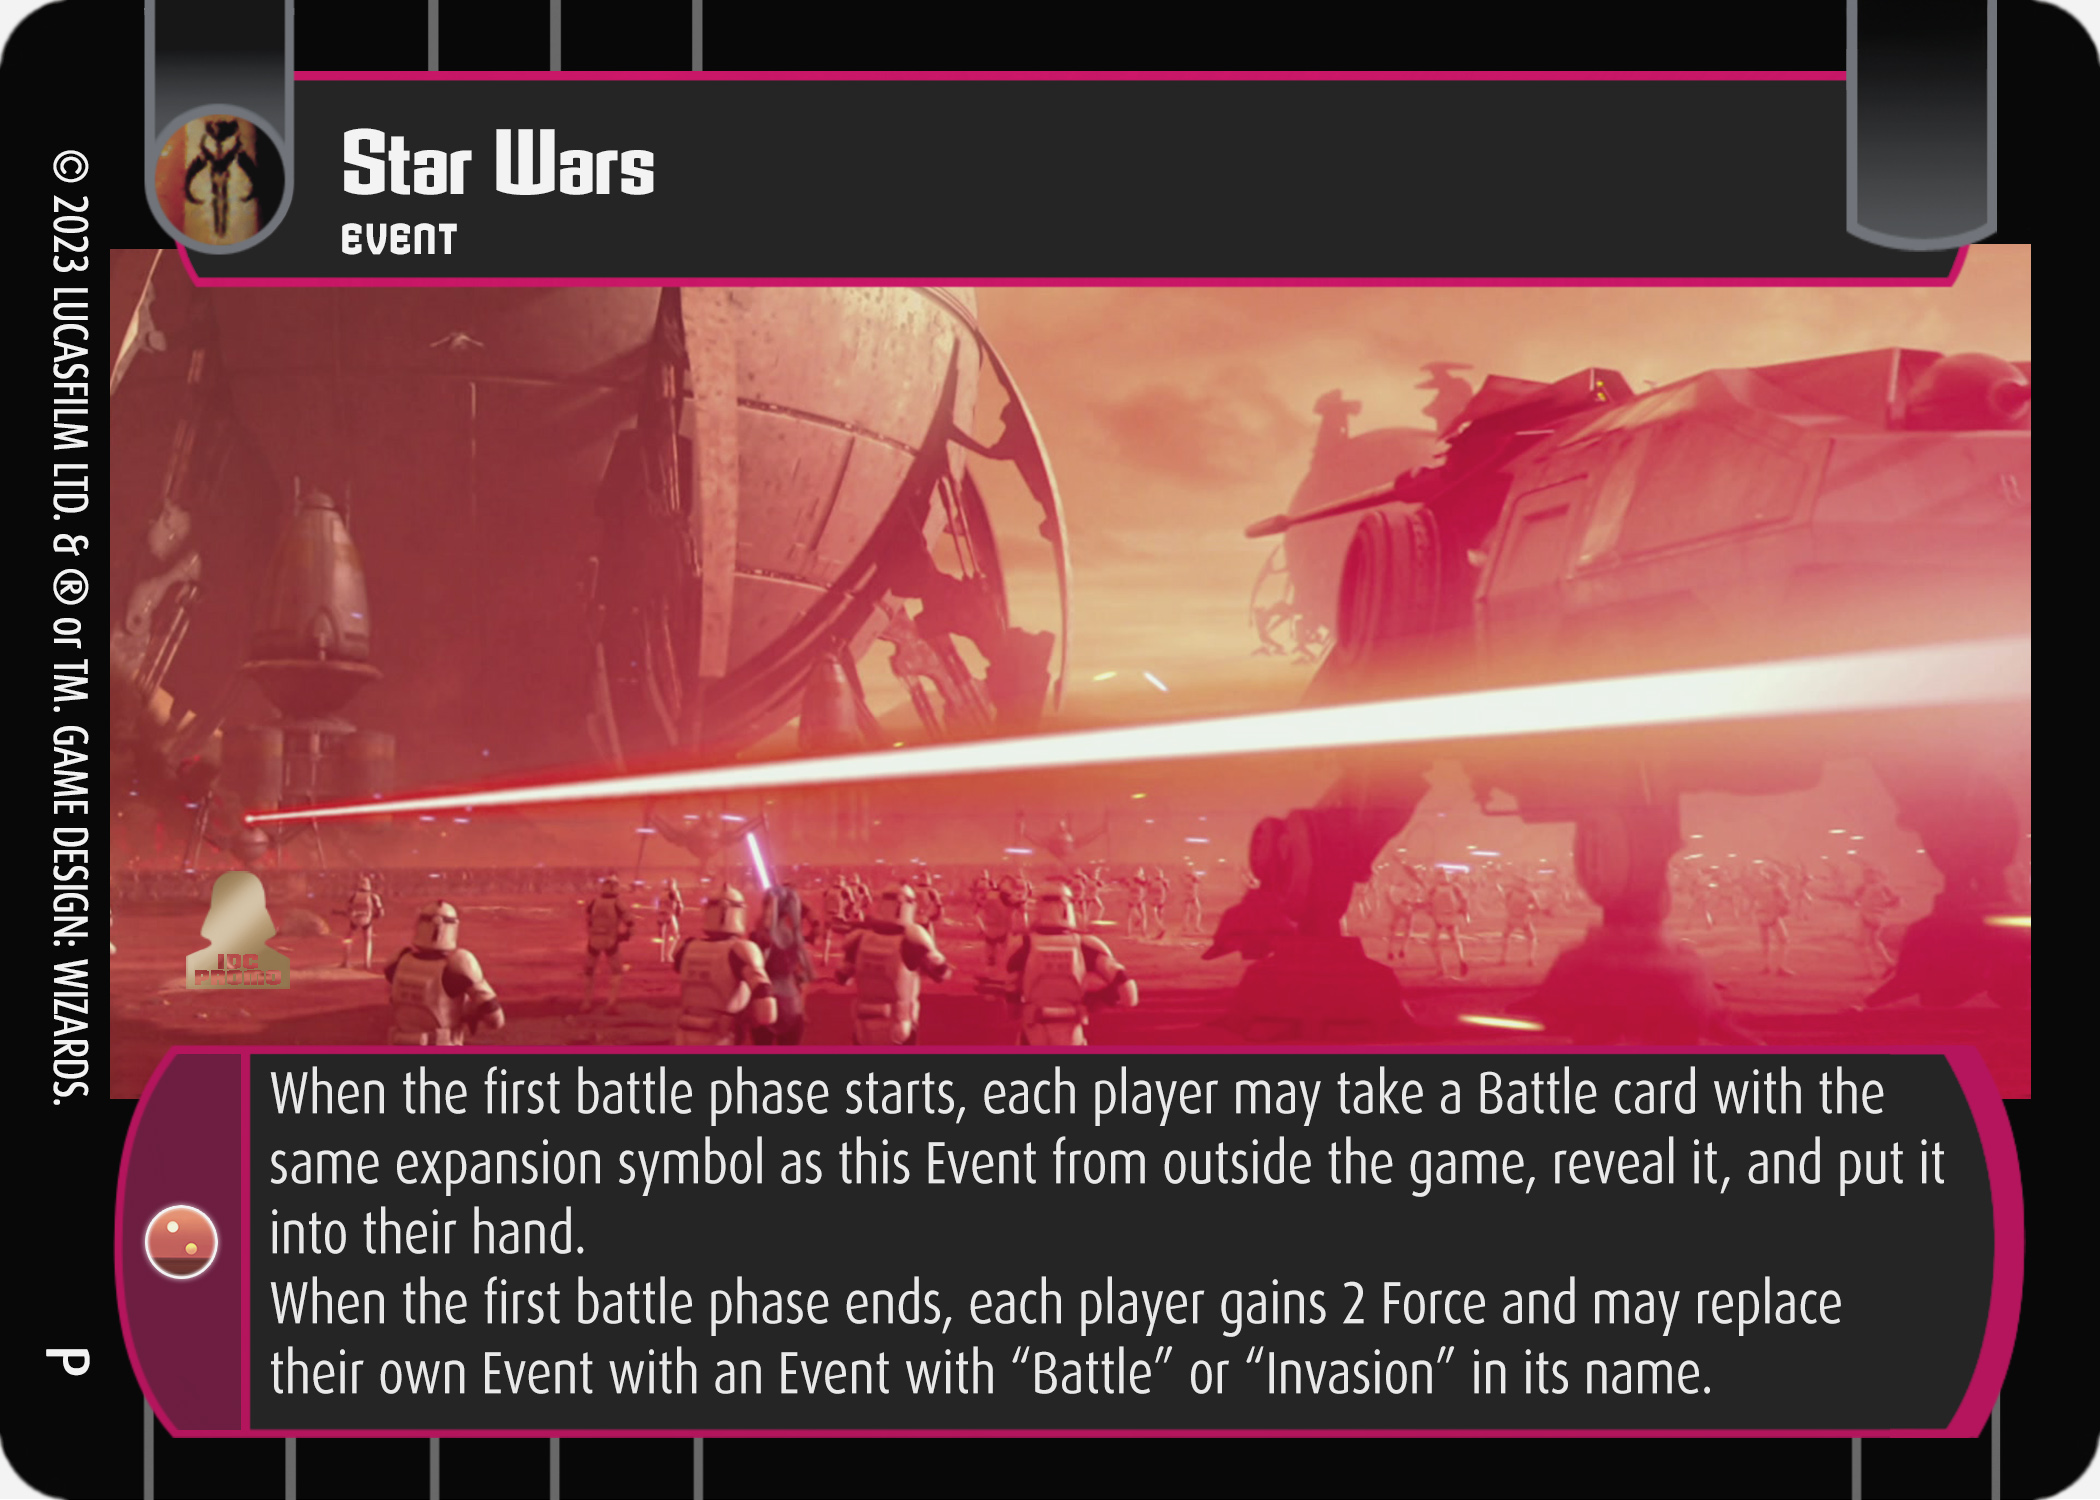 Star Wars
EVENT
© 2023 LUCASFILM LTD. & ® or TM. GAME DESIGN: WIZARDS.
P
IDC
PROMO
When the first battle phase starts, each player may take a Battle card with the
same expansion symbol as this Event from outside the game, reveal it, and put it
into their hand.
When the first battle phase ends, each player gains 2 Force and may replace
their own Event with an Event with “Battle” or “Invasion” in its name.